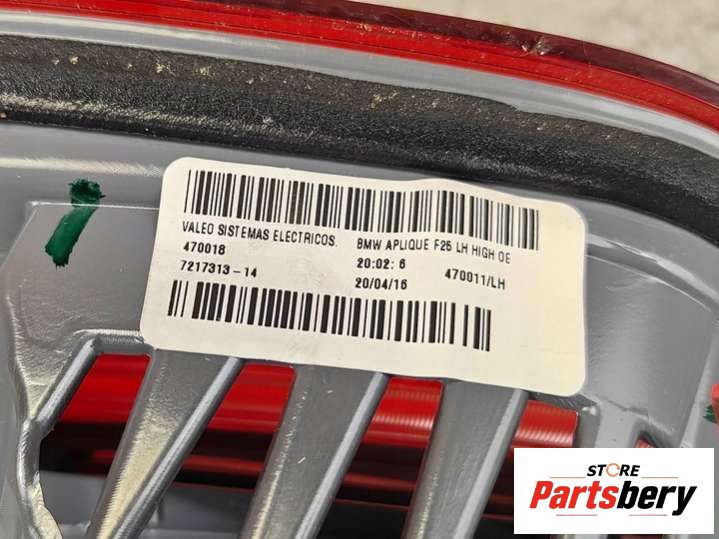 VALEO SISTEMAS ELECTRICOS. BMW APLIQUE F25 LH HIGH OE
470018 20:02: 6 470011/LH
7217313-14 20/04/16
STORE
Partsbery